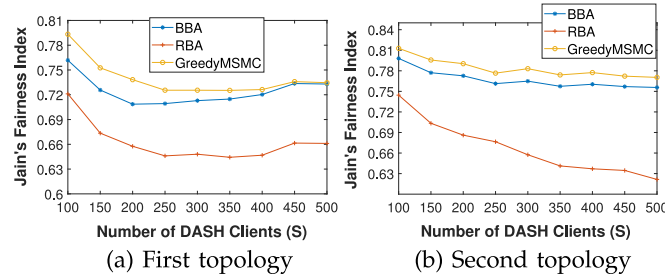 0.81
0.78
0.75
0.72
0.69
0.66
0.63
0.6
Jain's Fairness Index
BBA
RBA
GreedyMSMC
100 150 200 250 300 350 400 450 500
Number of DASH Clients (S)
(a) First topology
0.84
0.81
0.78
0.75
0.72
0.69
0.66
0.63
Jain's Fairness Index
BBA
RBA
GreedyMSMC
100 150 200 250 300 350 400 450 500
Number of DASH Clients (S)
(b) Second topology